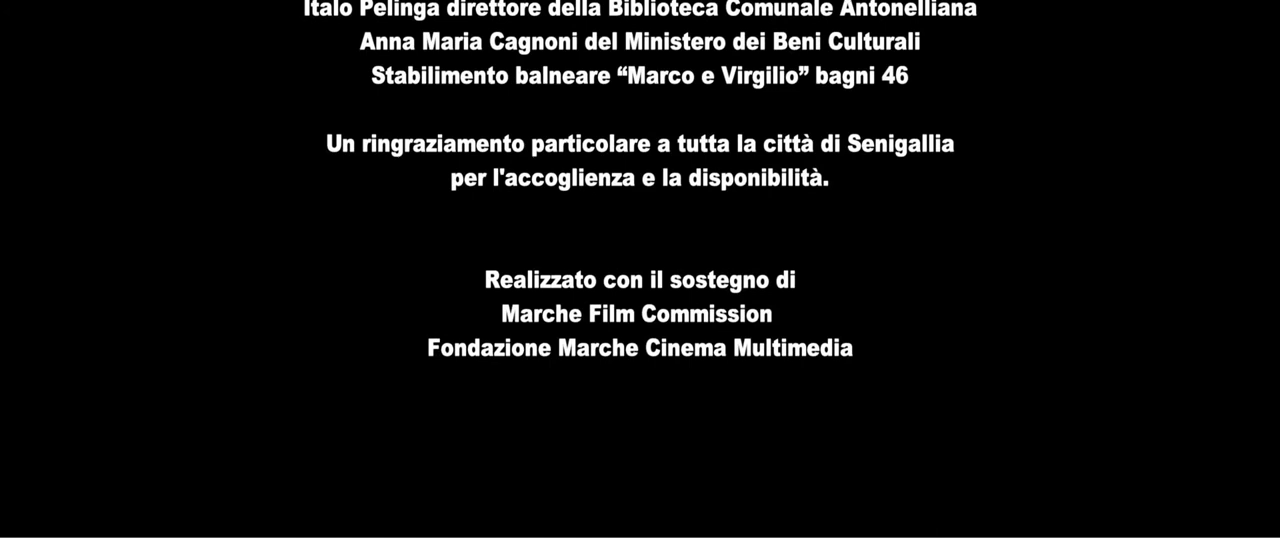 Italo Pelinga direttore della Biblioteca Comunale Antonelliana
Anna Maria Cagnoni del Ministero dei Beni Culturali
Stabilimento balneare “Marco e Virgilio” bagni 46
Un ringraziamento particolare a tutta la città di Senigallia
per l'accoglienza e la disponibilità.
Realizzato con il sostegno di
Marche Film Commission
Fondazione Marche Cinema Multimedia